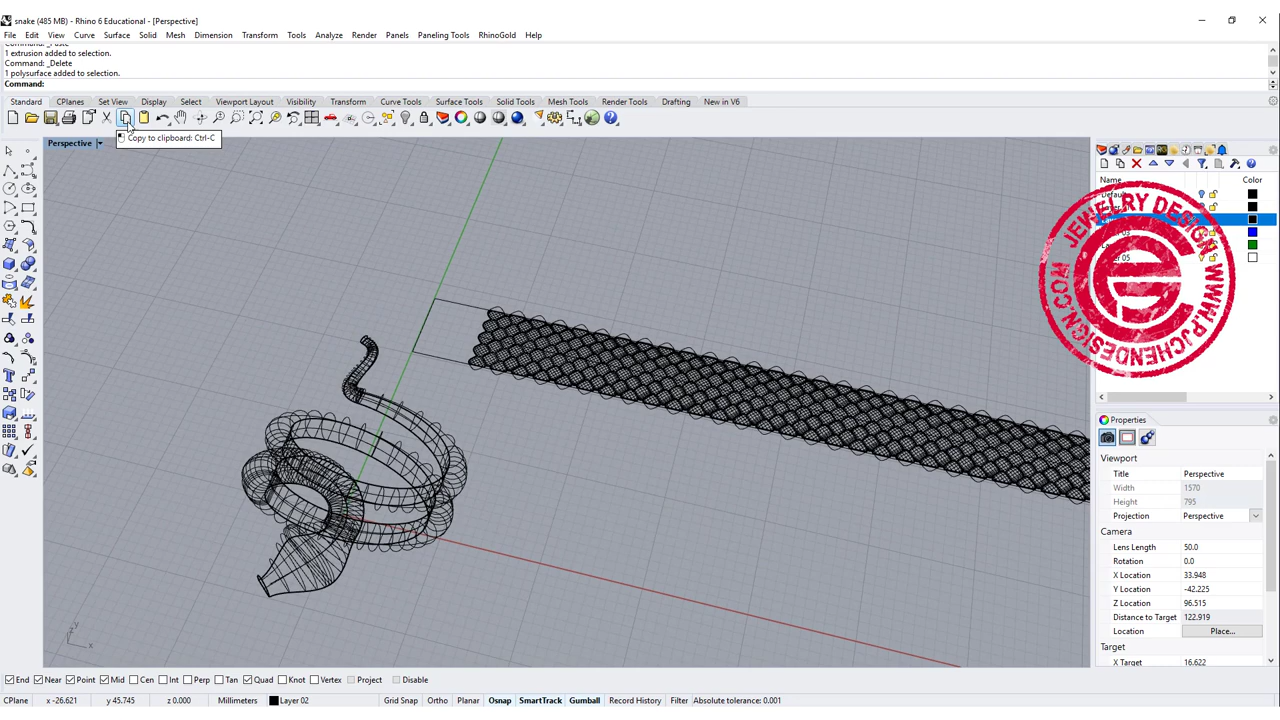 snake (485 MB) - Rhino 6 Educational - [Perspective]
File Edit View Curve Surface Solid Mesh Dimension Transform Tools Analyze Render Panels Paneling Tools RhinoGold Help
1 extrusion added to selection.
Command: _Delete
1 polysurface added to selection.
Command:
Standard CPlanes Set View Display Select Viewport Layout Visibility Transform Curve Tools Surface Tools Solid Tools Mesh Tools Render Tools Drafting New in V6
Copy to clipboard: Ctrl-C
Perspective
Name Color
JEWELRY DESIGN WWW.PJCHENDESIGN.COM
Properties
Viewport
Title Perspective
Width 1570
Height 795
Projection Perspective
Camera
Lens Length 50.0
Rotation 0.0
X Location 33.948
Y Location -42.225
Z Location 96.515
Distance to Target 122.919
Location Place...
Target
X Target 16.622
z y x
End Near Point Mid Cen Int Perp Tan Quad Knot Vertex Project Disable
CPlane x -26.621 y 45.745 z 0.000 Millimeters Layer 02 Grid Snap Ortho Planar Osnap SmartTrack Gumball Record History Filter Absolute tolerance: 0.001